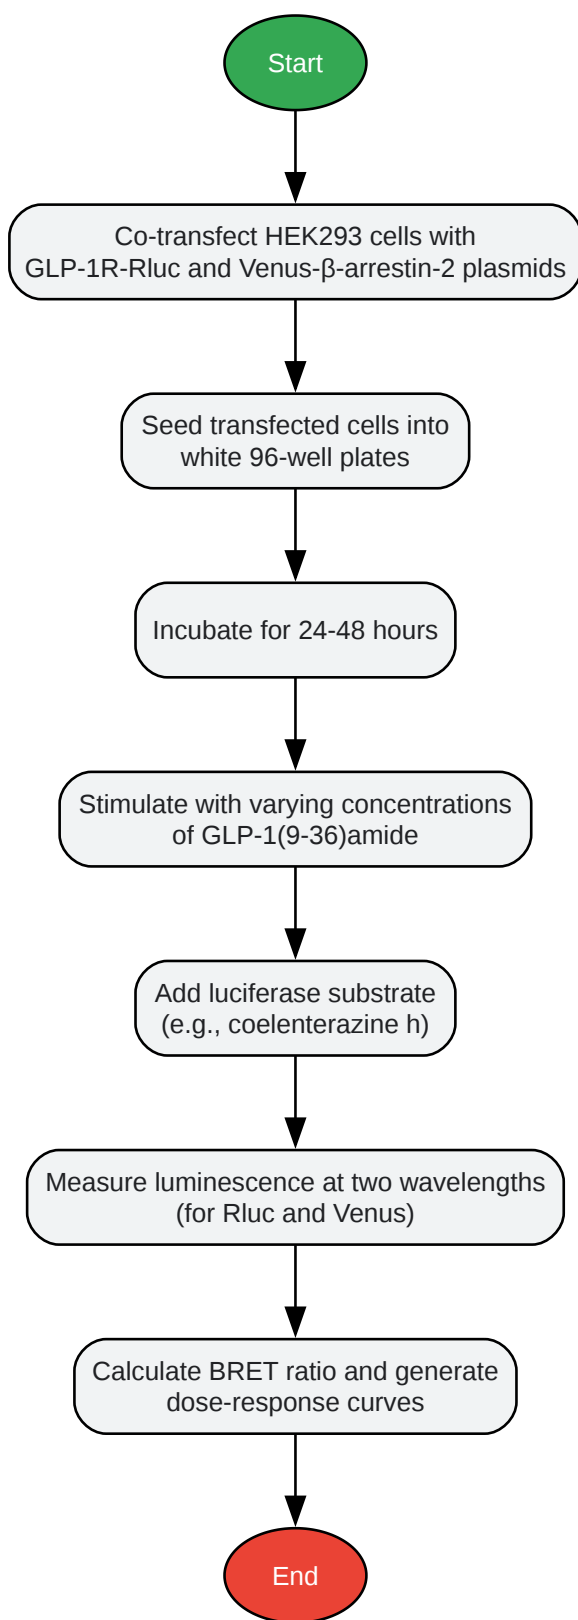 Start
Co-transfect HEK293 cells with
GLP-1R-Rluc and Venus-β-arrestin-2 plasmids
Seed transfected cells into
white 96-well plates
Incubate for 24-48 hours
Stimulate with varying concentrations
of GLP-1(9-36)amide
Add luciferase substrate
(e.g., coelenterazine h)
Measure luminescence at two wavelengths
(for Rluc and Venus)
Calculate BRET ratio and generate
dose-response curves
End